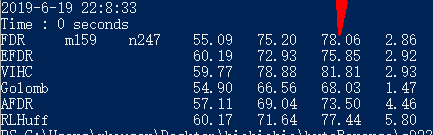 2019-6-19 22:8:33
Time : 0 seconds
FDR m159 n247 55.09 75.20 78.06 2.86
EFDR 60.19 72.93 75.85 2.92
VIHC 59.77 78.88 81.81 2.93
Golomb 54.90 66.56 68.03 1.47
AFDR 57.11 69.04 73.50 4.46
RLHuff 60.17 71.64 77.44 5.80